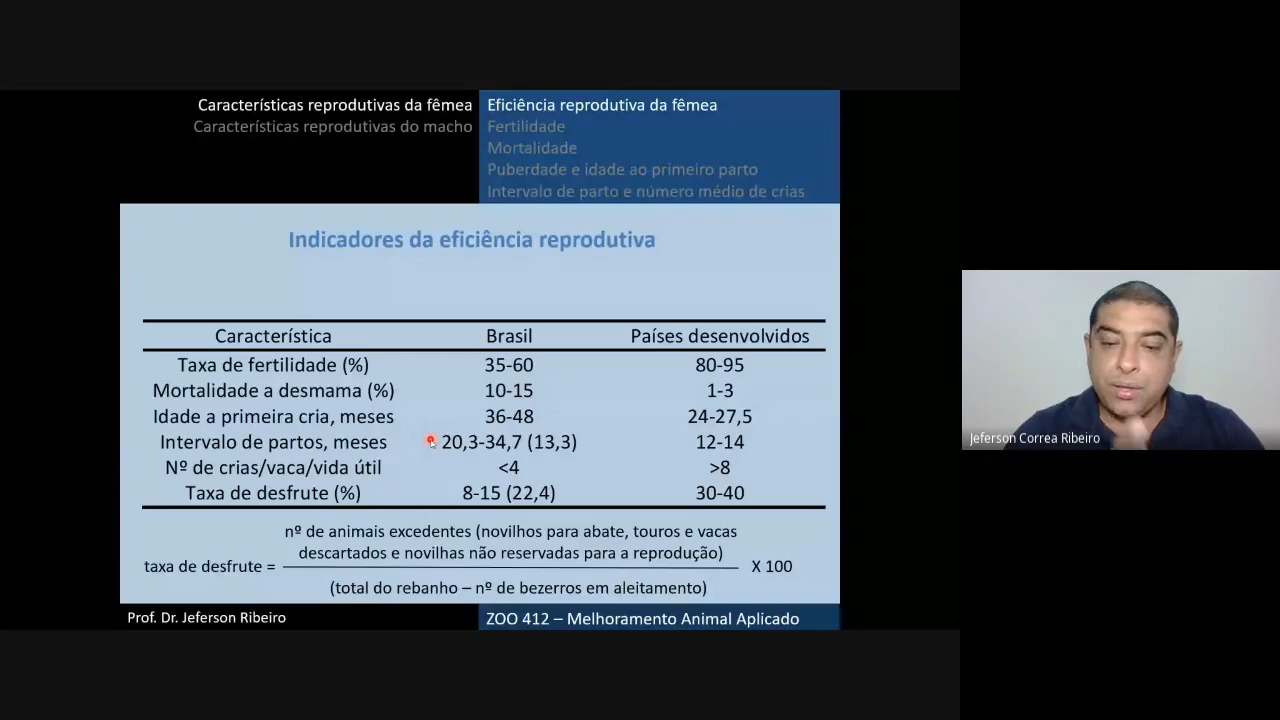 Características reprodutivas da fêmea
Características reprodutivas do macho
Eficiência reprodutiva da fêmea
Fertilidade
Mortalidade
Puberdade e idade ao primeiro parto
Intervalo de parto e número médio de crias
Indicadores da eficiência reprodutiva
Característica Brasil Países desenvolvidos
Taxa de fertilidade (%) 35-60 80-95
Mortalidade a desmama (%) 10-15 1-3
Idade a primeira cria, meses 36-48 24-27,5
Intervalo de partos, meses 20,3-34,7 (13,3) 12-14
Nº de crias/vaca/vida útil <4 >8
Taxa de desfrute (%) 8-15 (22,4) 30-40
nº de animais excedentes (novilhos para abate, touros e vacas
descartados e novilhas não reservadas para a reprodução)
taxa de desfrute = X 100
(total do rebanho – nº de bezerros em aleitamento)
Prof. Dr. Jeferson Ribeiro
ZOO 412 – Melhoramento Animal Aplicado
Jeferson Correa Ribeiro